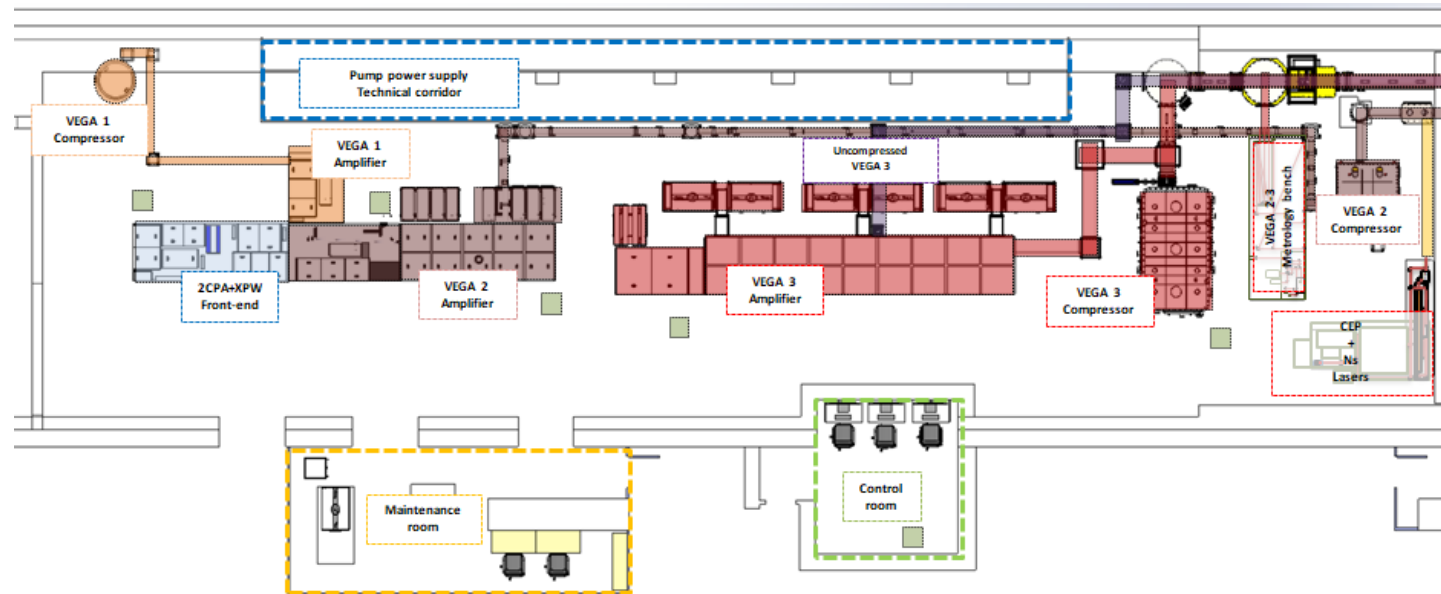 Pump power supply
Technical corridor
VEGA 1
Compressor
VEGA 1
Amplifier
Uncompressed
VEGA 3
VEGA 2-3
Metrology bench
VEGA 2
Compressor
2CPA+XPW
Front-end
VEGA 2
Amplifier
VEGA 3
Amplifier
VEGA 3
Compressor
CEP
+
Ns
Lasers
Maintenance
room
Control
room